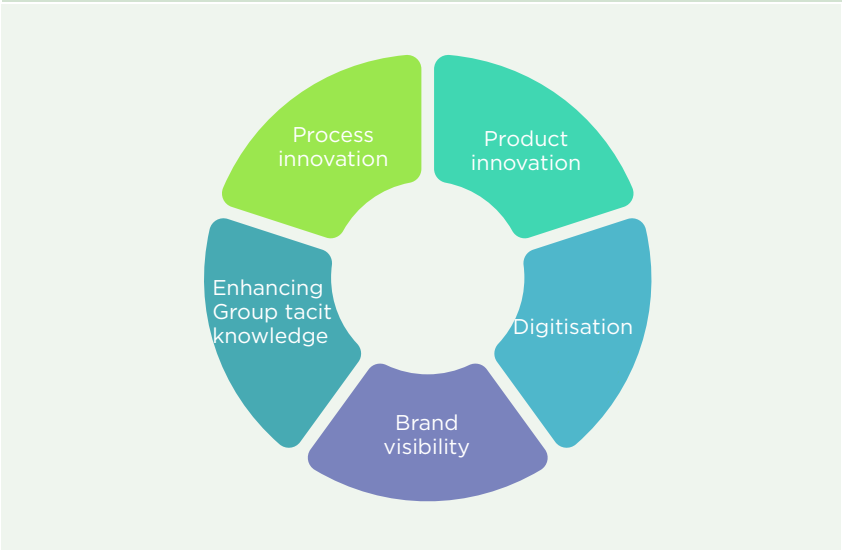 Process
innovation
Product
innovation
Enhancing
Group tacit
knowledge
Digitisation
Brand
visibility